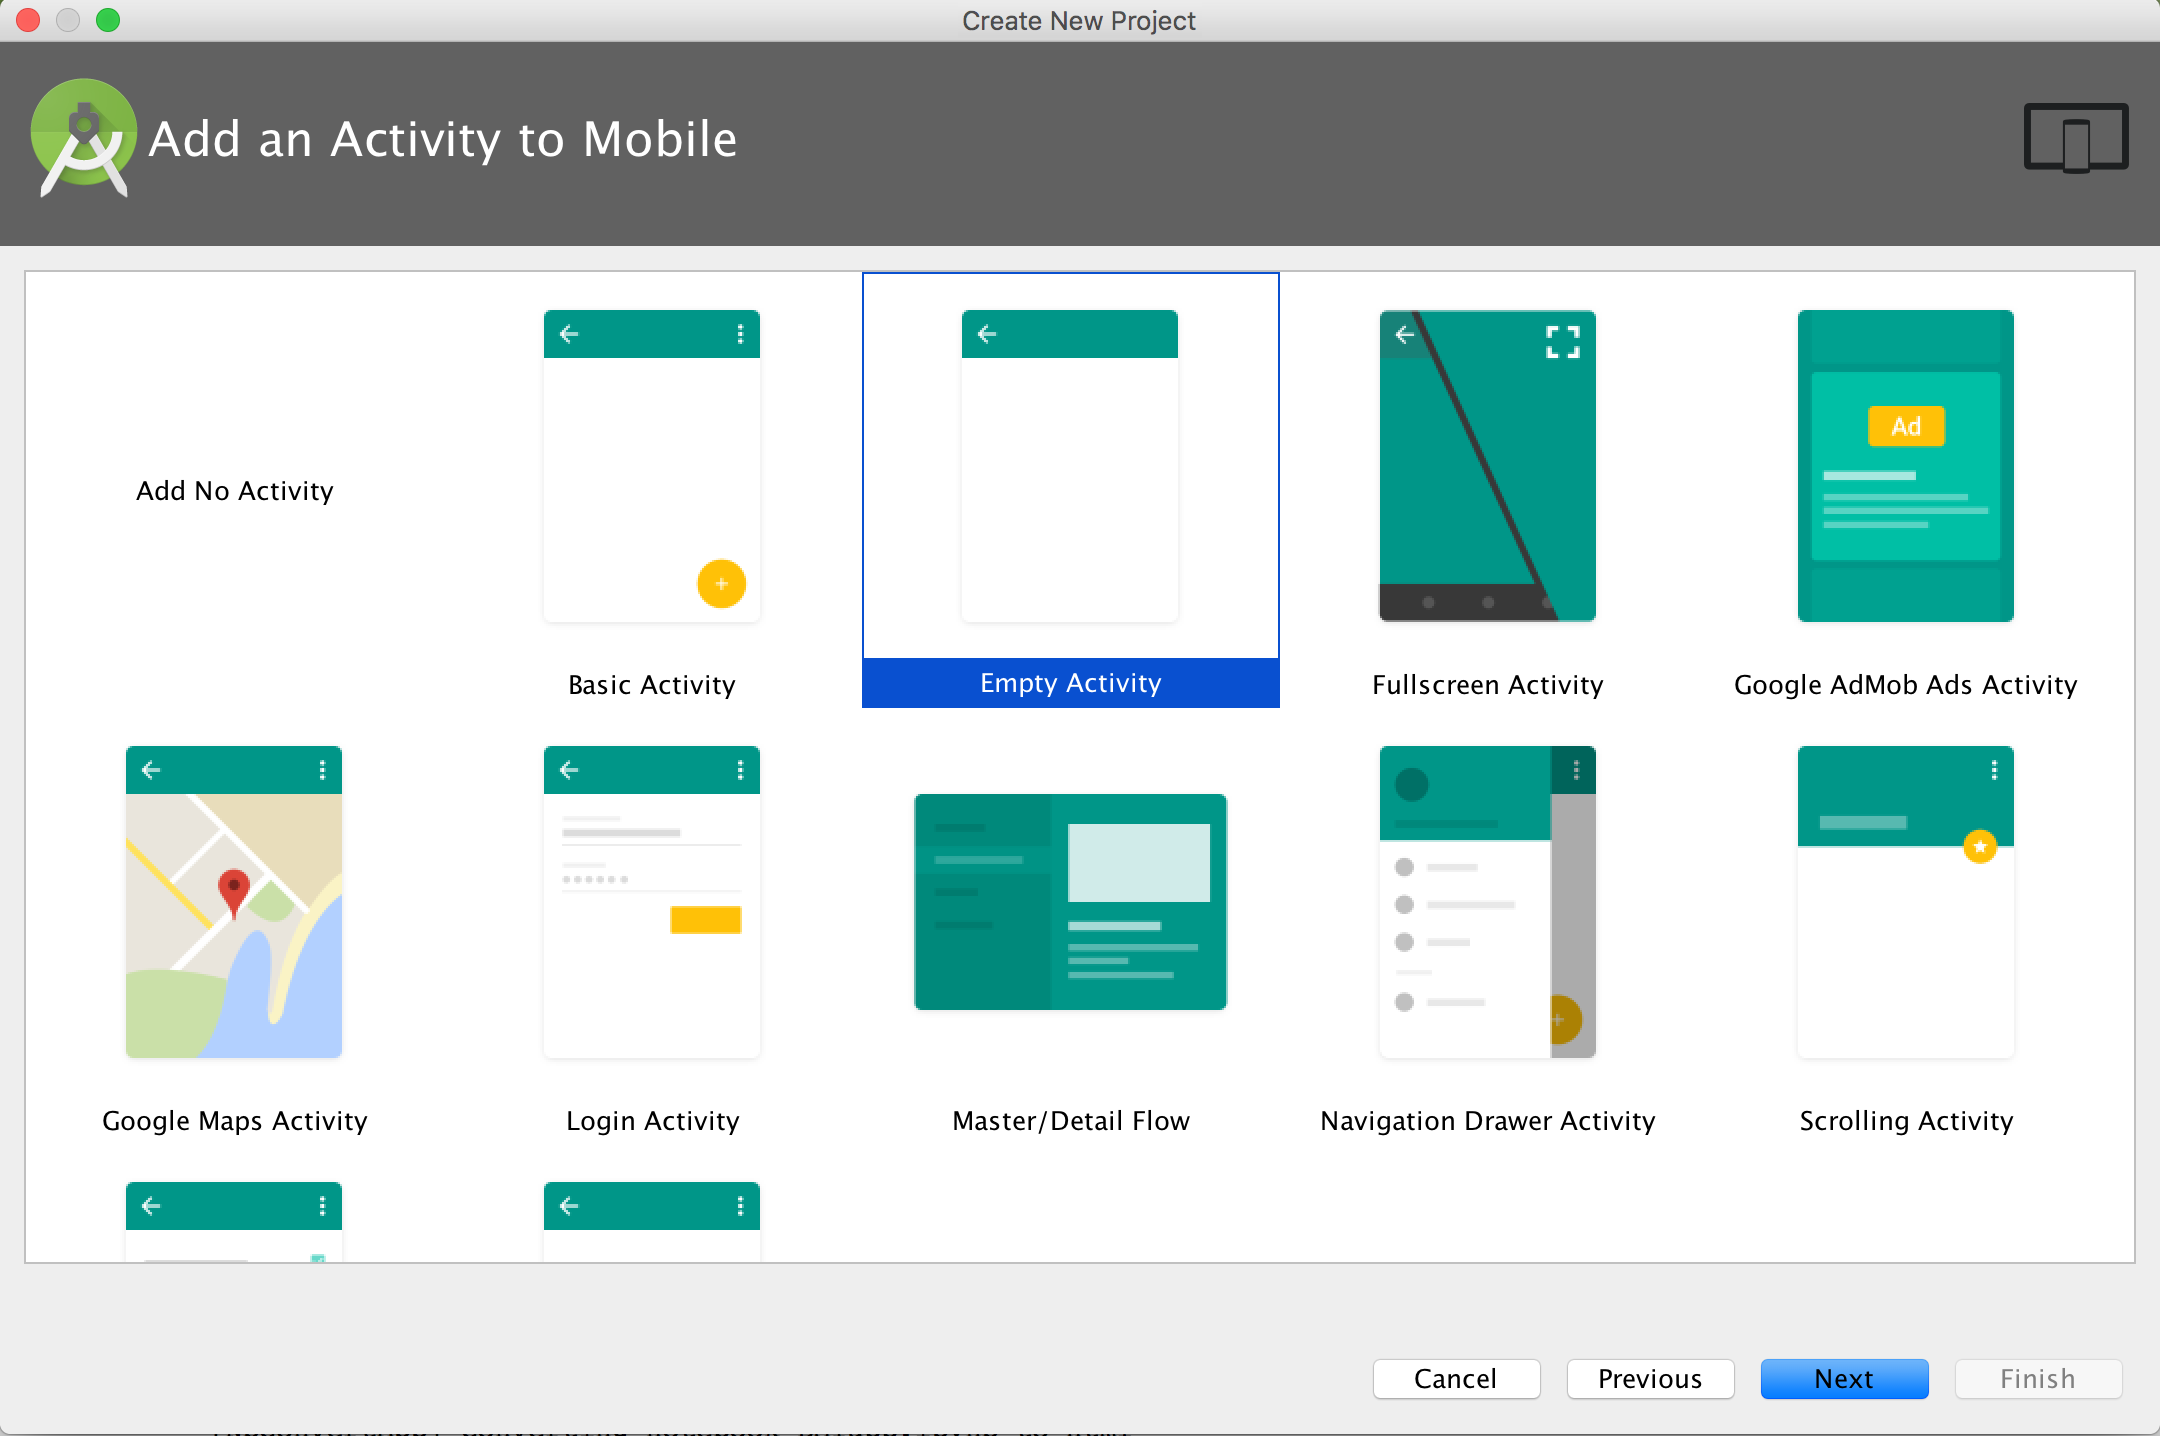 Create New Project
Add an Activity to Mobile
Add No Activity
Basic Activity
Empty Activity
Fullscreen Activity
Ad
Google AdMob Ads Activity
Google Maps Activity
Login Activity
Master/Detail Flow
Navigation Drawer Activity
Scrolling Activity
Cancel
Previous
Next
Finish